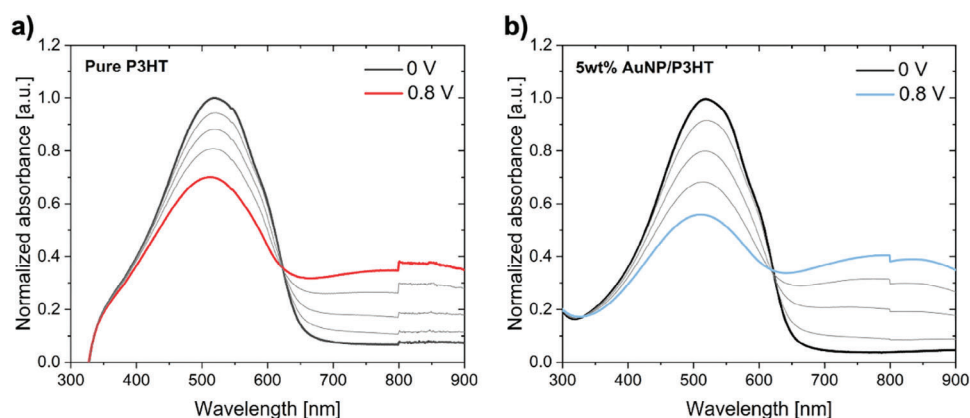 a)
Pure P3HT
0 V
0.8 V
Normalized absorbance [a.u.]
1.2
1.0
0.8
0.6
0.4
0.2
0.0
300 400 500 600 700 800 900
Wavelength [nm]
b)
5wt% AuNP/P3HT
0 V
0.8 V
Normalized absorbance [a.u.]
1.2
1.0
0.8
0.6
0.4
0.2
0.0
300 400 500 600 700 800 900
Wavelength [nm]